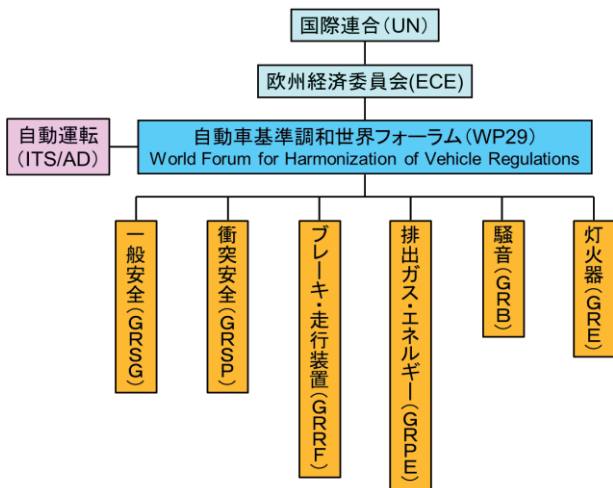 国際連合(UN)
欧州経済委員会(ECE)
自動運転
(ITS/AD)
自動車基準調和世界フォーラム(WP29)
World Forum for Harmonization of Vehicle Regulations
一般安全(GRSG)
衝突安全(GRSP)
ブレーキ・走行装置(GRRF)
排出ガス・エネルギー(GRPE)
騒音(GRB)
灯火器(GRE)